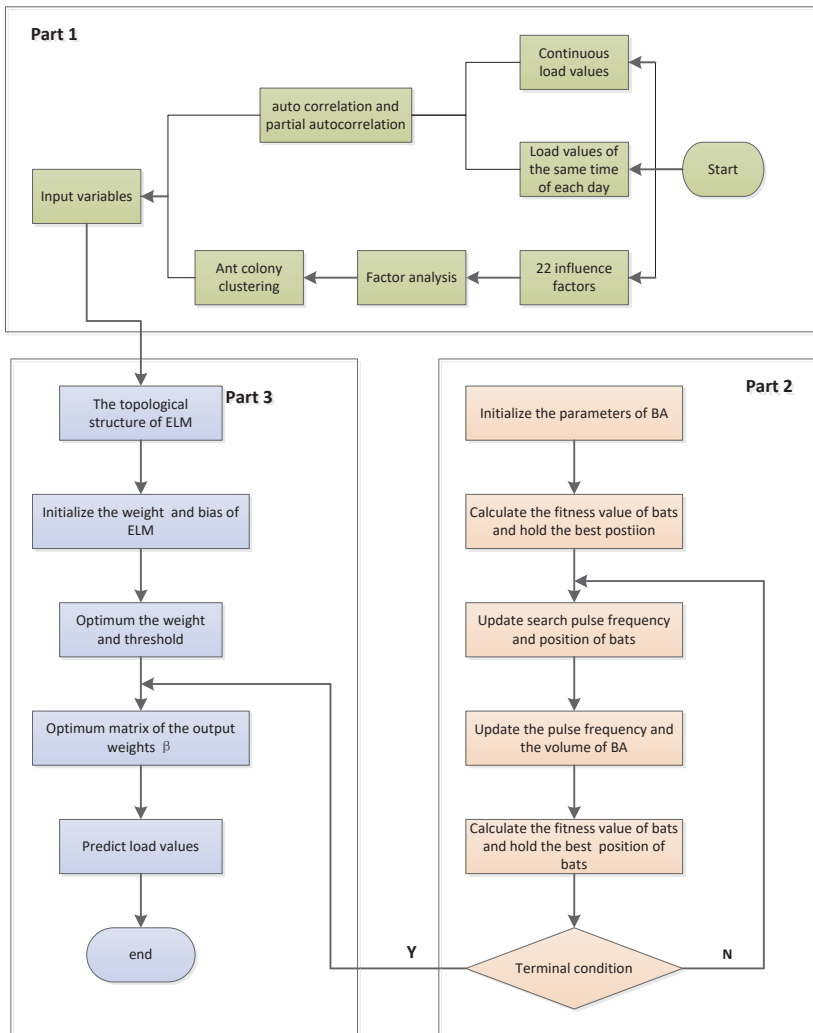 Part 1
Continuous
load values
auto correlation and
partial autocorrelation
Load values of
the same time
of each day
Start
Input variables
Ant colony
clustering
Factor analysis
22 influence
factors
Part 3
The topological
structure of ELM
Initialize the weight and bias of
ELM
Optimum the weight
and threshold
Optimum matrix of the output
weights β
Predict load values
end
Part 2
Initialize the parameters of BA
Calculate the fitness value of bats
and hold the best postiion
Update search pulse frequency
and position of bats
Update the pulse frequency and
the volume of BA
Calculate the fitness value of bats
and hold the best position of
bats
Terminal condition
Y
N